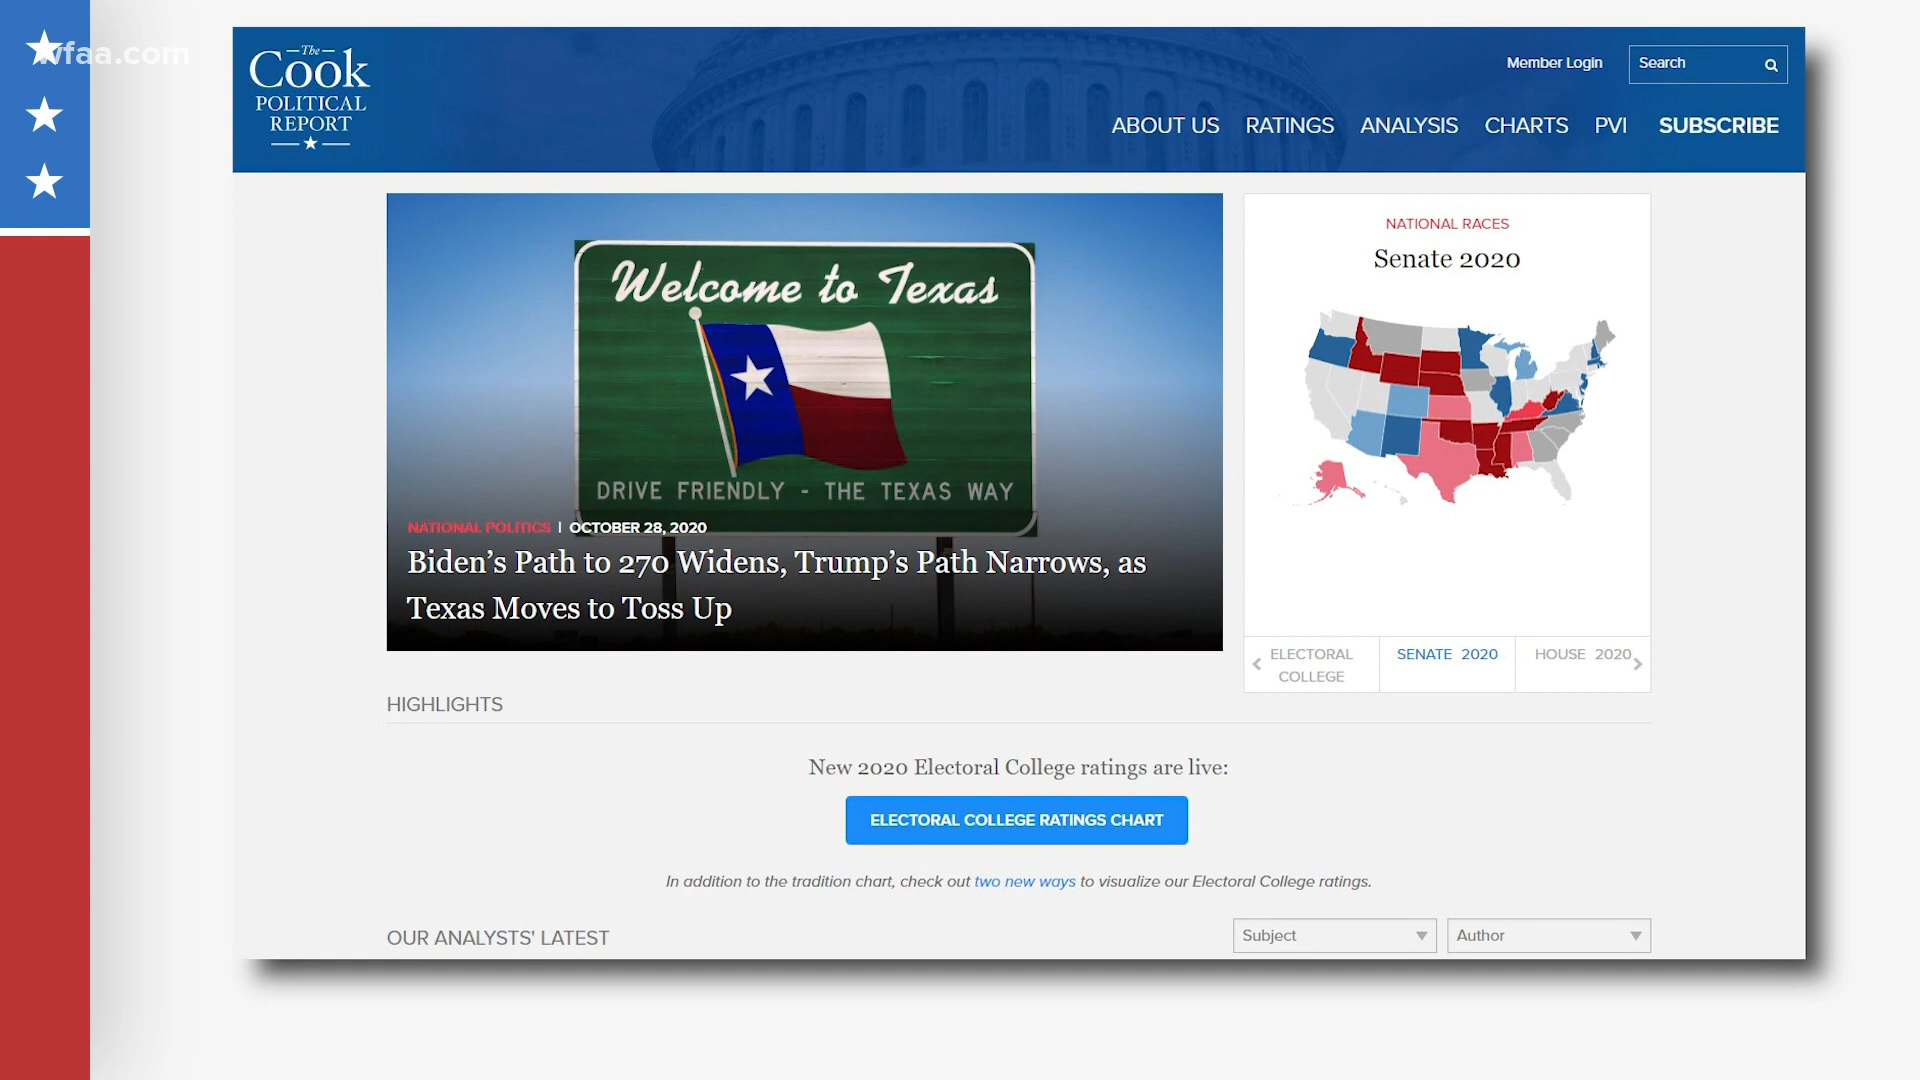 wfaa.com
The
Cook
POLITICAL
REPORT
Member Login
Search
ABOUT US
RATINGS
ANALYSIS
CHARTS
PVI
SUBSCRIBE
Welcome to Texas
DRIVE FRIENDLY - THE TEXAS WAY
NATIONAL POLITICS | OCTOBER 28, 2020
Biden's Path to 270 Widens, Trump's Path Narrows, as
Texas Moves to Toss Up
NATIONAL RACES
Senate 2020
ELECTORAL
COLLEGE
SENATE 2020
HOUSE 2020
HIGHLIGHTS
New 2020 Electoral College ratings are live:
ELECTORAL COLLEGE RATINGS CHART
In addition to the tradition chart, check out two new ways to visualize our Electoral College ratings.
OUR ANALYSTS' LATEST
Subject
Author